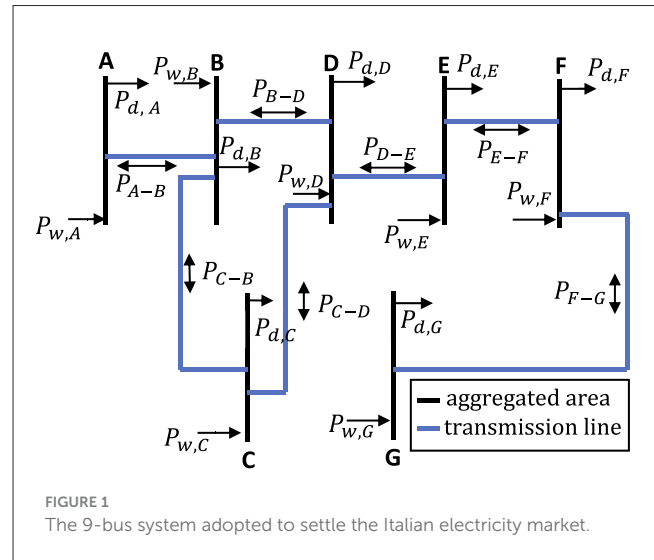 A
B
D
E
F
P_{w,B}
P_{d,A}
P_{B-D}
P_{d,D}
P_{d,E}
P_{d,F}
P_{A-B}
P_{d,B}
P_{w,D}
P_{D-E}
P_{E-F}
P_{w,A}
P_{w,E}
P_{w,F}
P_{C-B}
P_{C-D}
P_{F-G}
P_{d,C}
P_{d,G}
aggregated area
transmission line
P_{w,C}
P_{w,G}
C
G
FIGURE 1
The 9-bus system adopted to settle the Italian electricity market.